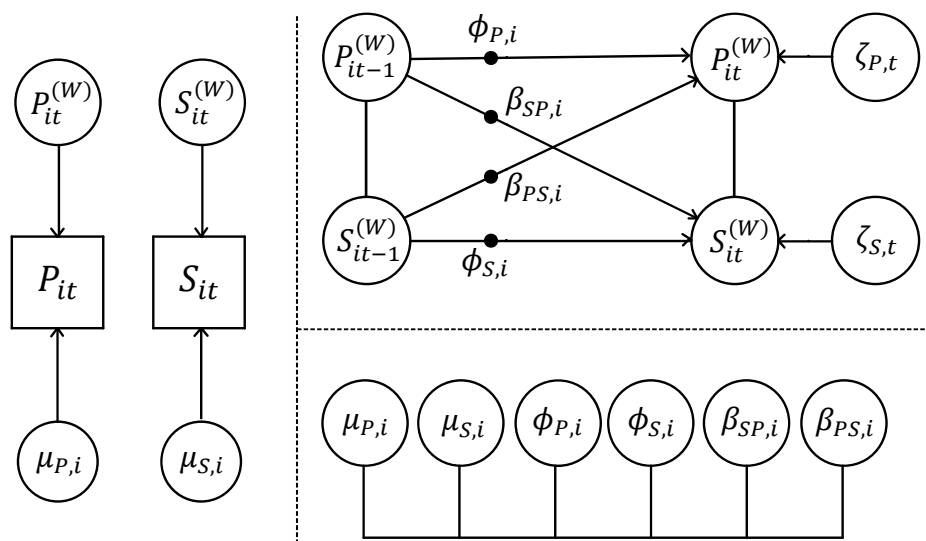 P_{it}^{(W)} S_{it}^{(W)}
P_{it} S_{it}
μ_{P,i} μ_{S,i}
P_{it-1}^{(W)} ϕ_{P,i} P_{it}^{(W)} ζ_{P,t}
β_{SP,i}
β_{PS,i}
S_{it-1}^{(W)} ϕ_{S,i} S_{it}^{(W)} ζ_{S,t}
μ_{P,i} μ_{S,i} ϕ_{P,i} ϕ_{S,i} β_{SP,i} β_{PS,i}